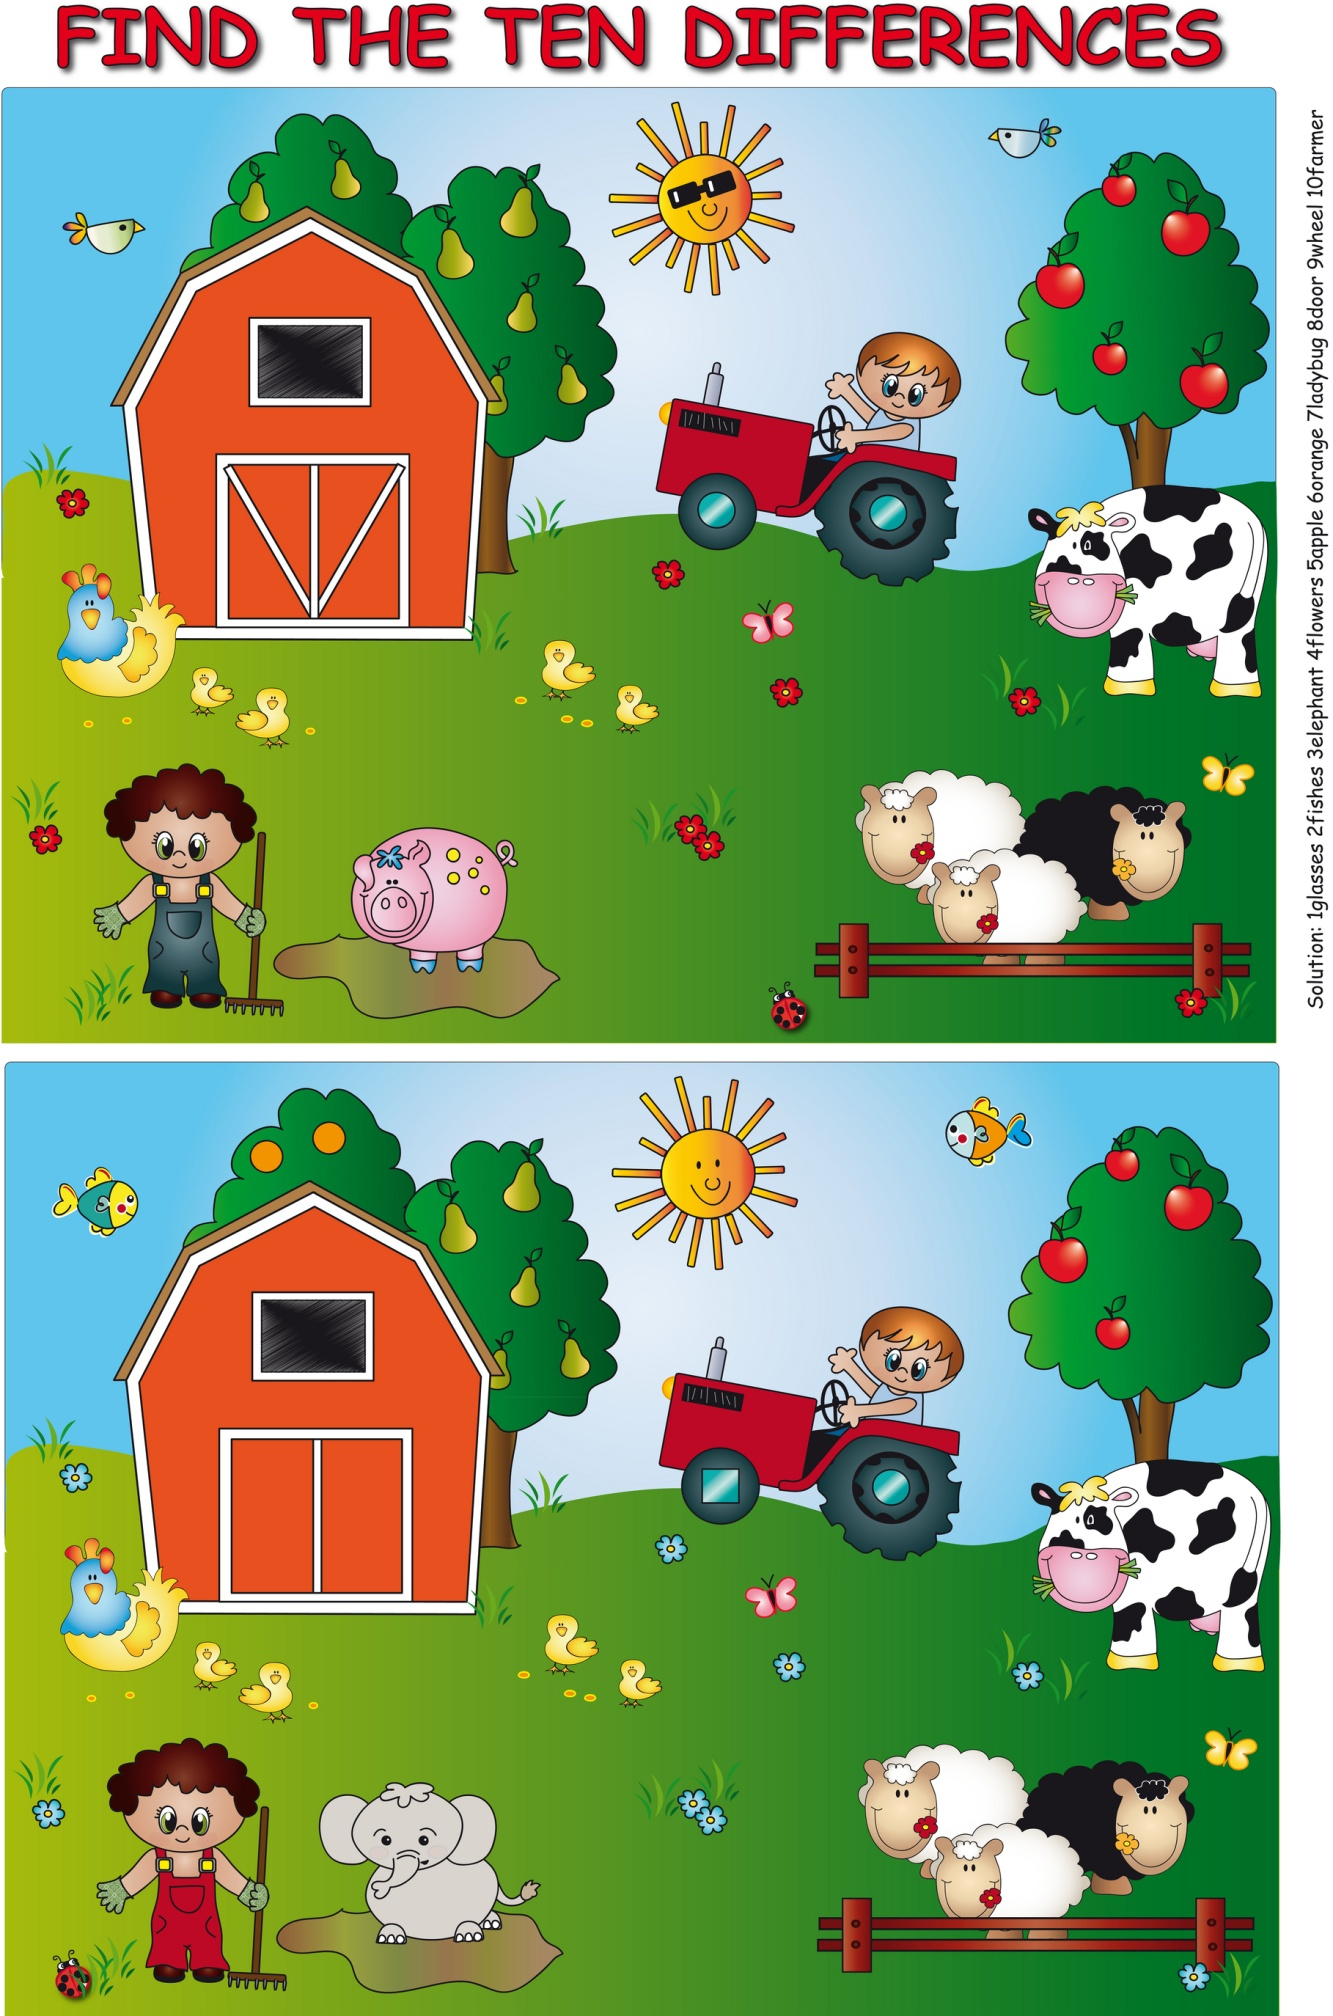 FIND THE TEN DIFFERENCES
Solution: 1glasses 2fishes 3elephant 4flowers 5apple 6orange 7ladybug 8door 9wheel 10farmer